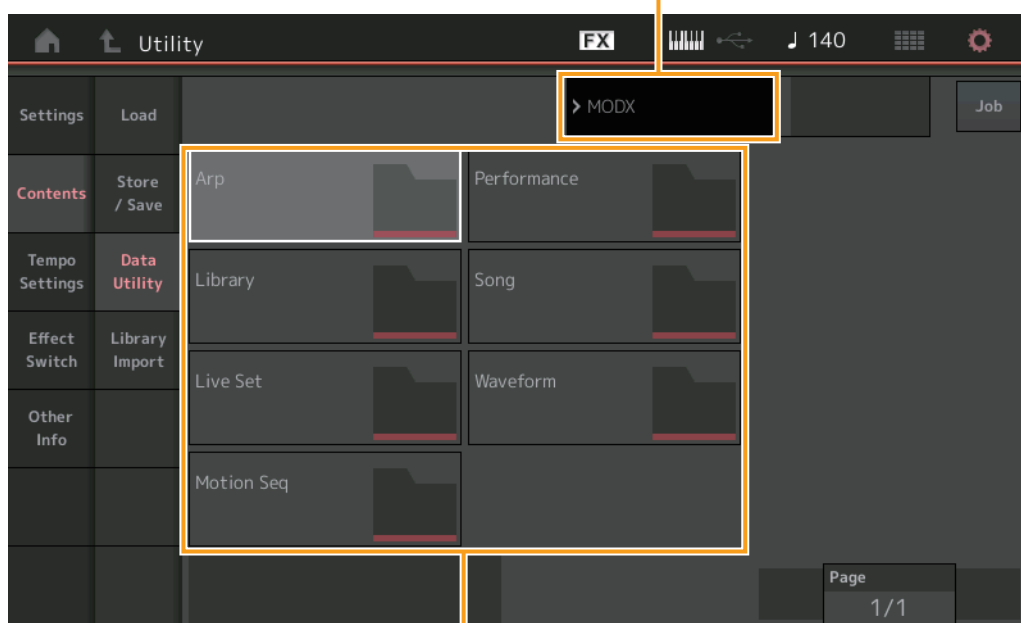 Utility
FX
140
> MODX
Job
Settings
Load
Contents
Store
/ Save
Tempo
Settings
Data
Utility
Effect
Switch
Library
Import
Other
Info
Arp
Performance
Library
Song
Live Set
Waveform
Motion Seq
Page
1/1